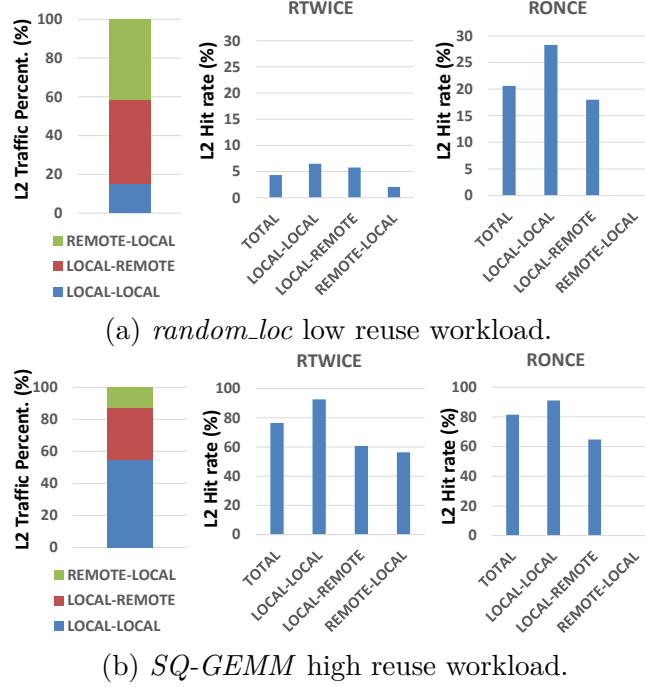 L2 Traffic Percent. (%)
100
80
60
40
20
0
REMOTE-LOCAL
LOCAL-REMOTE
LOCAL-LOCAL
RTWICE
L2 Hit rate (%)
30
25
20
15
10
5
0
TOTAL
LOCAL-LOCAL
LOCAL-REMOTE
REMOTE-LOCAL
RONCE
L2 Hit rate (%)
30
25
20
15
10
5
0
TOTAL
LOCAL-LOCAL
LOCAL-REMOTE
REMOTE-LOCAL
(a) random_loc low reuse workload.
L2 Traffic Percent. (%)
100
80
60
40
20
0
REMOTE-LOCAL
LOCAL-REMOTE
LOCAL-LOCAL
RTWICE
L2 Hit rate (%)
100
80
60
40
20
0
TOTAL
LOCAL-LOCAL
LOCAL-REMOTE
REMOTE-LOCAL
RONCE
L2 Hit rate (%)
100
80
60
40
20
0
TOTAL
LOCAL-LOCAL
LOCAL-REMOTE
REMOTE-LOCAL
(b) SQ-GEMM high reuse workload.